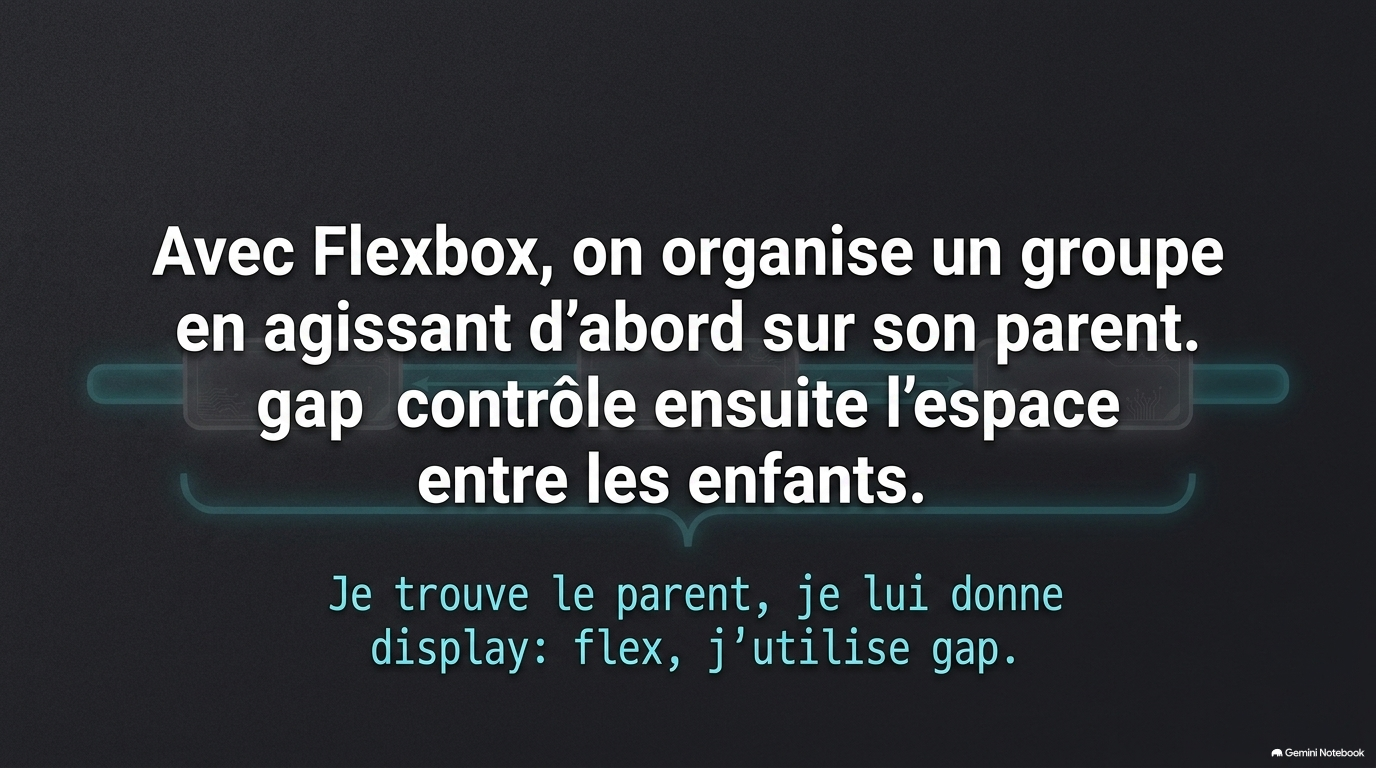 Avec Flexbox, on organise un groupe
en agissant d’abord sur son parent.
gap contrôle ensuite l’espace
entre les enfants.
Je trouve le parent, je lui donne
display: flex, j’utilise gap.
Gemini Notebook